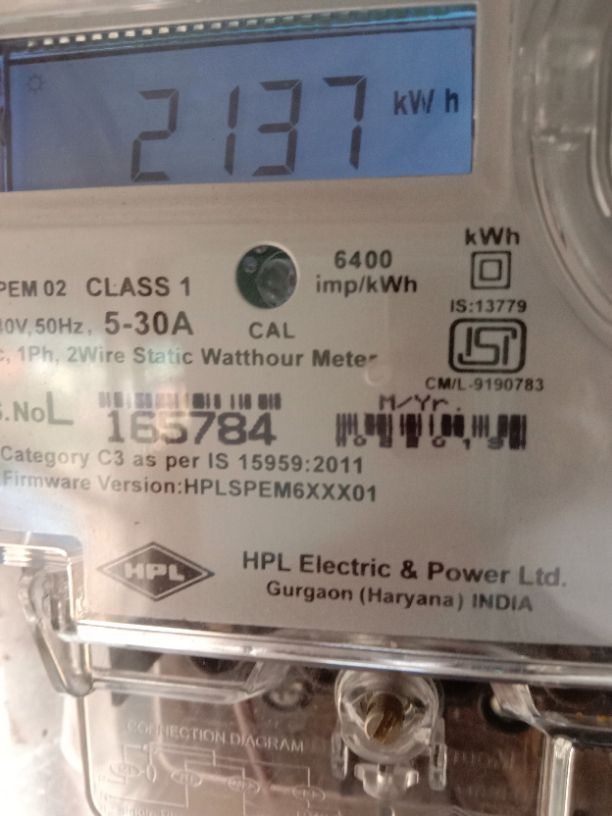 2137 kWh
kWh
6400
imp/kWh
PEM 02 CLASS 1
0V, 50Hz, 5-30A
CAL
IS:13779
, 1Ph, 2Wire Static Watthour Meter
ISI
CM/L-9190783
.No L 165784
M/Yr.
Category C3 as per IS 15959:2011
Firmware Version:HPLSPEM6XXX01
HPL
HPL Electric & Power Ltd.
Gurgaon (Haryana) INDIA
CONNECTION DIAGRAM